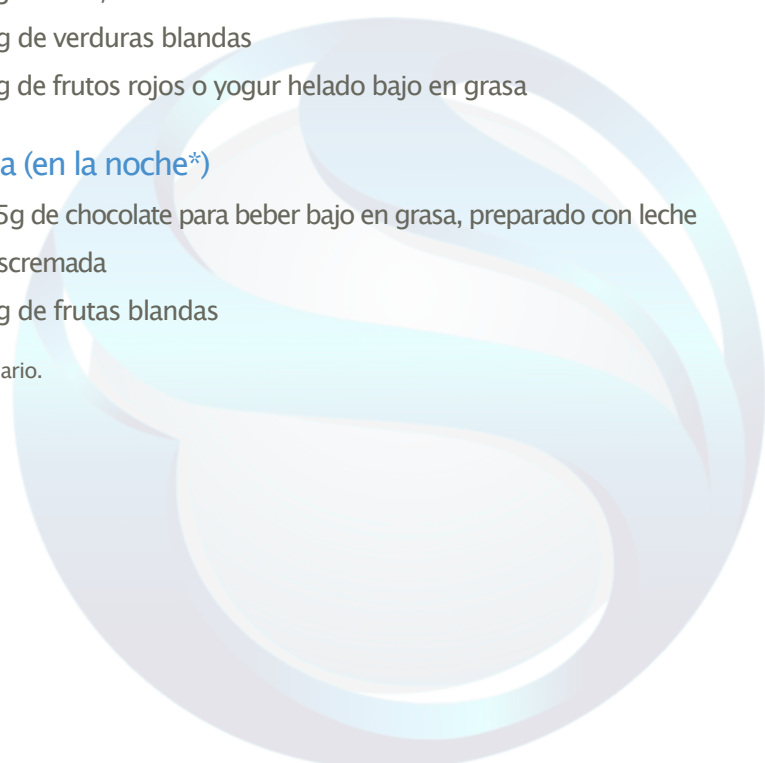 g de verduras blandas
g de frutos rojos o yogur helado bajo en grasa
a (en la noche*)
5g de chocolate para beber bajo en grasa, preparado con leche
scremada
g de frutas blandas
ario.